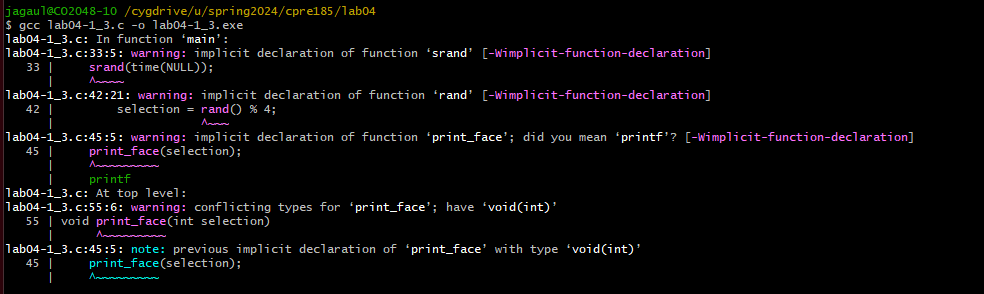 jagaul@CO2048-10 /cygdrive/u/spring2024/cpre185/lab04
$ gcc lab04-1_3.c -o lab04-1_3.exe
lab04-1_3.c: In function ‘main’:
lab04-1_3.c:33:5: warning: implicit declaration of function ‘srand’ [-Wimplicit-function-declaration]
   33 |     srand(time(NULL));
      |     ^~~~~
lab04-1_3.c:42:21: warning: implicit declaration of function ‘rand’ [-Wimplicit-function-declaration]
   42 |         selection = rand() % 4;
      |                     ^~~~
lab04-1_3.c:45:5: warning: implicit declaration of function ‘print_face’; did you mean ‘printf’? [-Wimplicit-function-declaration]
   45 |     print_face(selection);
      |     ^~~~~~~~~~
      |     printf
lab04-1_3.c: At top level:
lab04-1_3.c:55:6: warning: conflicting types for ‘print_face’; have ‘void(int)’
   55 | void print_face(int selection)
      |      ^~~~~~~~~~
lab04-1_3.c:45:5: note: previous implicit declaration of ‘print_face’ with type ‘void(int)’
   45 |     print_face(selection);
      |     ^~~~~~~~~~